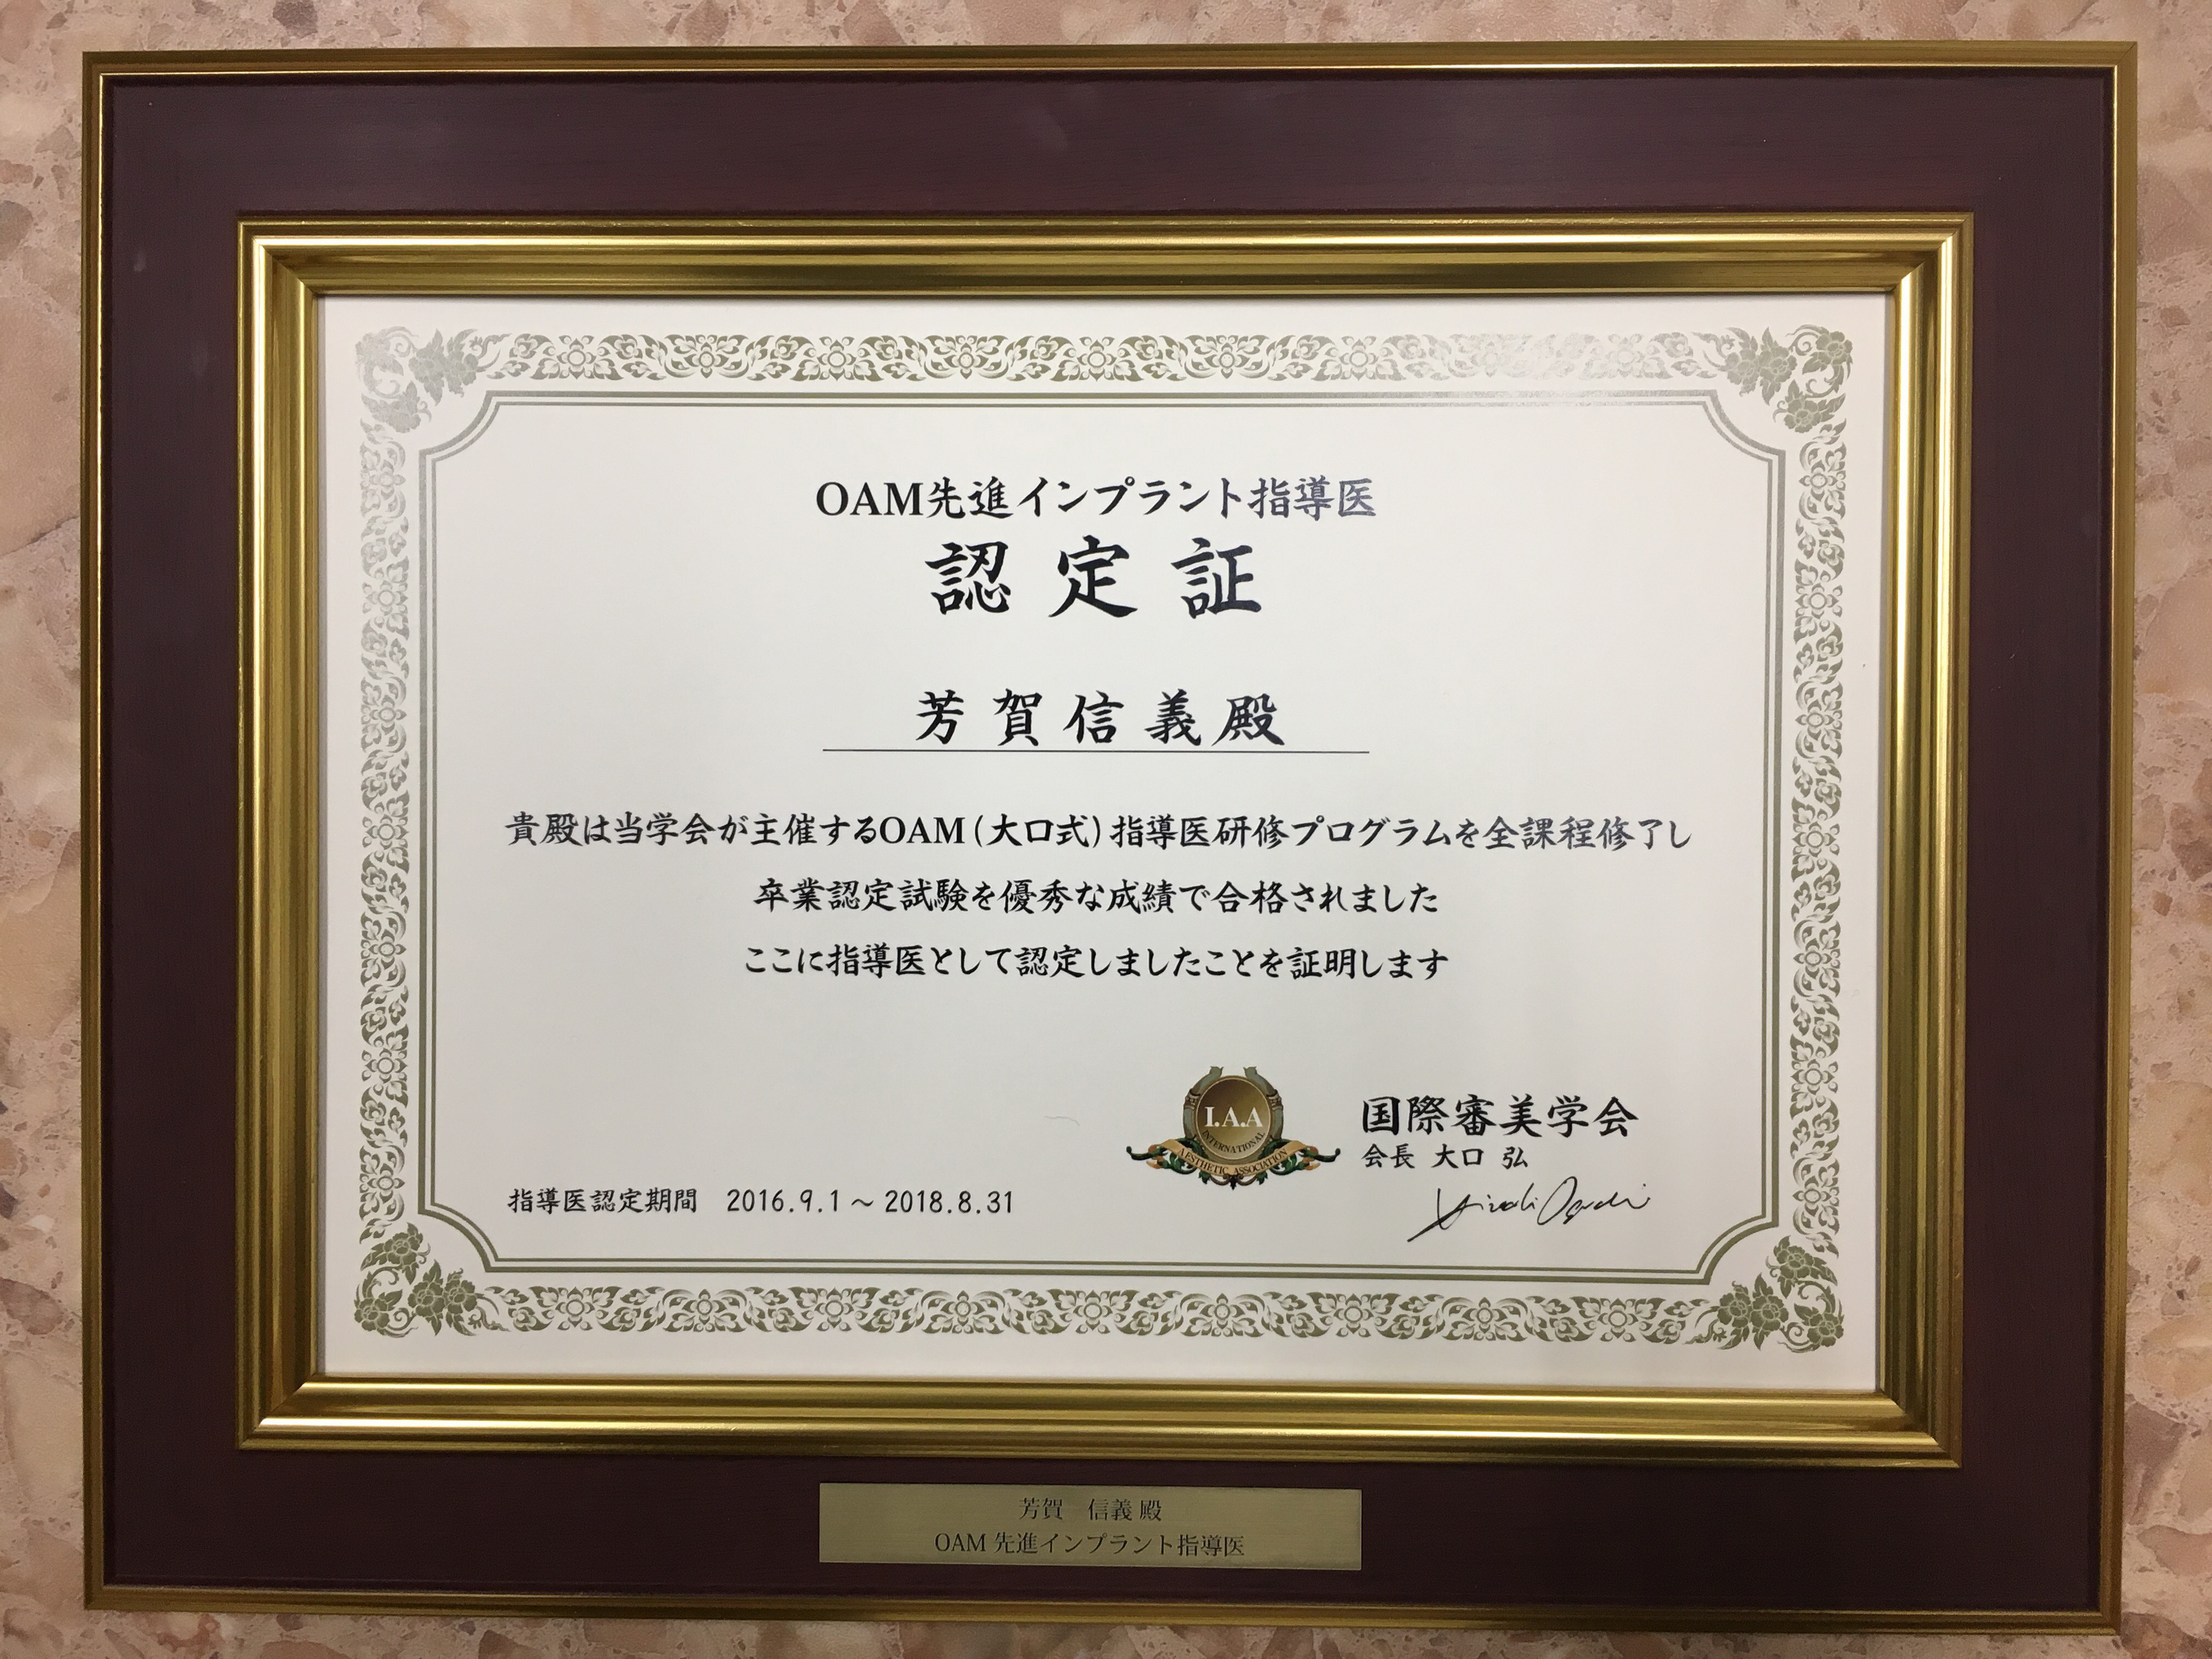 OAM先進インプラント指導医
認定証
芳賀信義殿
貴殿は当学会が主催するOAM(大口式)指導医研修プログラムを全課程修了し
卒業認定試験を優秀な成績で合格されました
ここに指導医として認定しましたことを証明します
I.A.A
INTERNATIONAL
AESTHETIC ASSOCIATION
国際審美学会
会長 大口 弘
Hiroshi Oguchi
指導医認定期間 2016.9.1～2018.8.31
芳賀 信義 殿
OAM 先進インプラント指導医